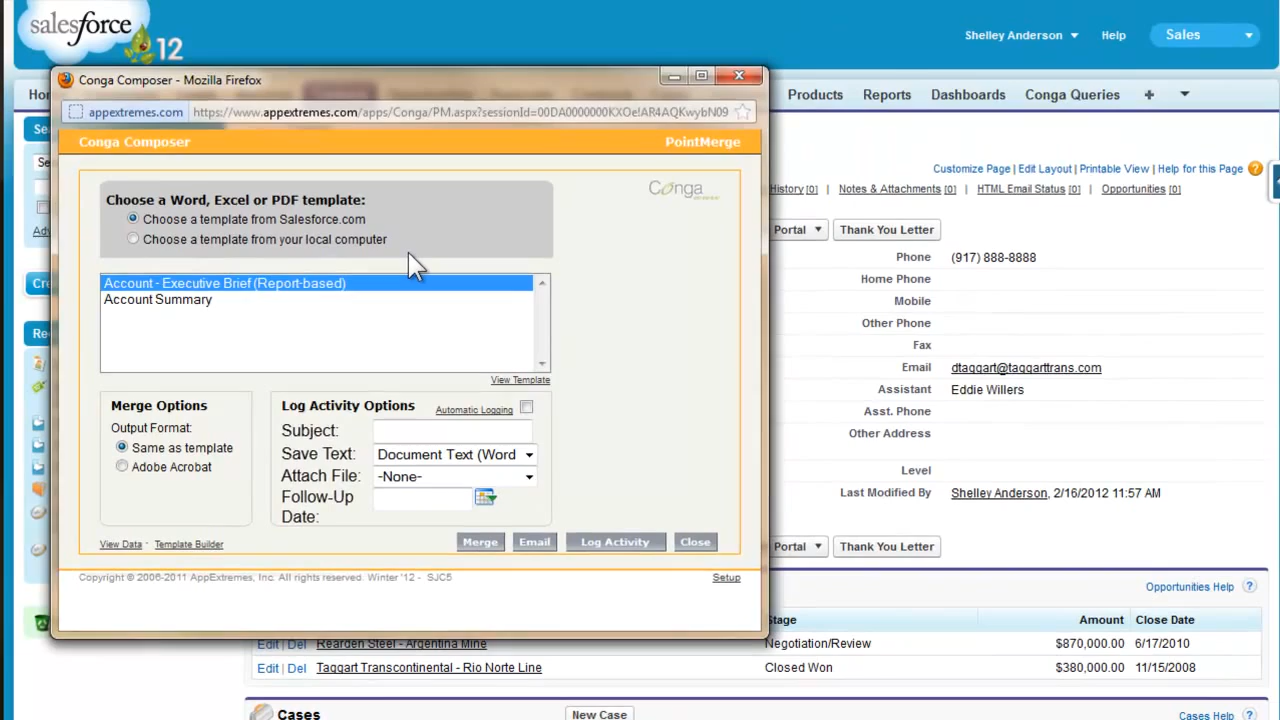 salesforce
12
Shelley Anderson
Help
Sales
Conga Composer - Mozilla Firefox
Products
Reports
Dashboards
Conga Queries
+
appextremes.com
https://www.appextremes.com/apps/Conga/PM.aspx?sessionId=00DA0000000KXOe!AR4AQKwybN09
Conga Composer
PointMerge
Customize Page | Edit Layout | Printable View | Help for this Page
History [0] | Notes & Attachments [0] | HTML Email Status [0] | Opportunities [0]
Choose a Word, Excel or PDF template:
Choose a template from Salesforce.com
Choose a template from your local computer
Conga
Portal
Thank You Letter
Phone (917) 888-8888
Home Phone
Mobile
Other Phone
Fax
Email dtaggart@taggarttrans.com
Assistant Eddie Willers
Asst. Phone
Other Address
Level
Last Modified By Shelley Anderson, 2/16/2012 11:57 AM
Account - Executive Brief (Report-based)
Account Summary
View Template
Merge Options
Output Format:
Same as template
Adobe Acrobat
Log Activity Options
Automatic Logging
Subject:
Save Text: Document Text (Word
Attach File: -None-
Follow-Up
Date:
View Data - Template Builder
Merge
Email
Log Activity
Close
Portal
Thank You Letter
Copyright © 2006-2011 AppExtremes, Inc. All rights reserved. Winter '12 - SJC5
Setup
Opportunities Help
Stage Amount Close Date
Edit | Del Rearden Steel - Argentina Mine Negotiation/Review $870,000.00 6/17/2010
Edit | Del Taggart Transcontinental - Rio Norte Line Closed Won $380,000.00 11/15/2008
Cases
New Case
Cases Help